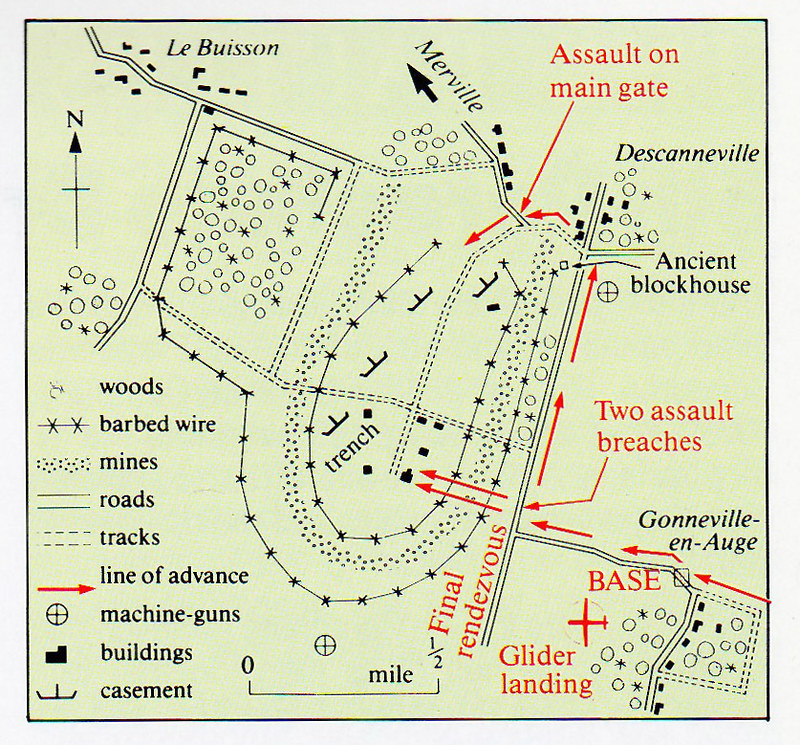 Le Buisson
Merville
Assault on
main gate
N
Descanneville
Ancient
blockhouse
woods
barbed wire
mines
roads
tracks
line of advance
machine-guns
buildings
casement
trench
Two assault
breaches
Gonneville-
en-Auge
BASE
Final
rendezvous
Glider
landing
0
mile
1/2